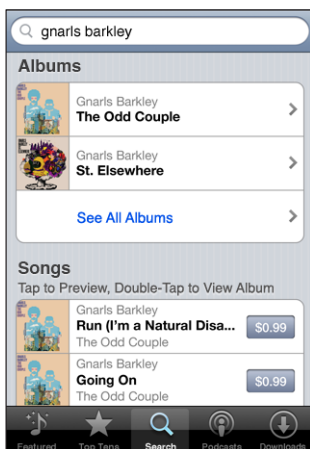 gnarls barkley
Albums
Gnarls Barkley
The Odd Couple
Gnarls Barkley
St. Elsewhere
See All Albums
Songs
Tap to Preview, Double-Tap to View Album
Gnarls Barkley
Run (I'm a Natural Disa...
$0.99
The Odd Couple
Gnarls Barkley
Going On
$0.99
The Odd Couple
Featured Top Tens Search Podcasts Downloads